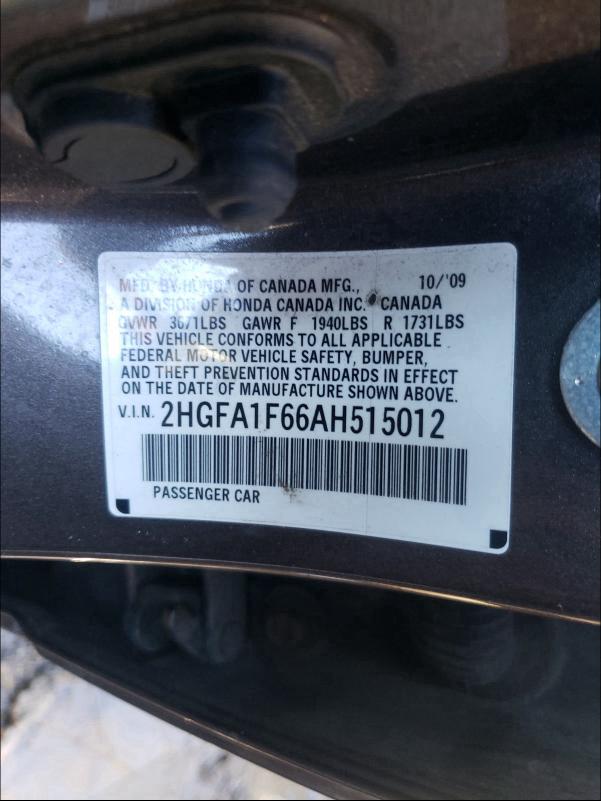 MFD. BY HONDA OF CANADA MFG., 10/'09
A DIVISION OF HONDA CANADA INC. CANADA
GVWR 3671LBS GAWR F 1940LBS R 1731LBS
THIS VEHICLE CONFORMS TO ALL APPLICABLE
FEDERAL MOTOR VEHICLE SAFETY, BUMPER,
AND THEFT PREVENTION STANDARDS IN EFFECT
ON THE DATE OF MANUFACTURE SHOWN ABOVE.
V.I.N. 2HGFA1F66AH515012
PASSENGER CAR